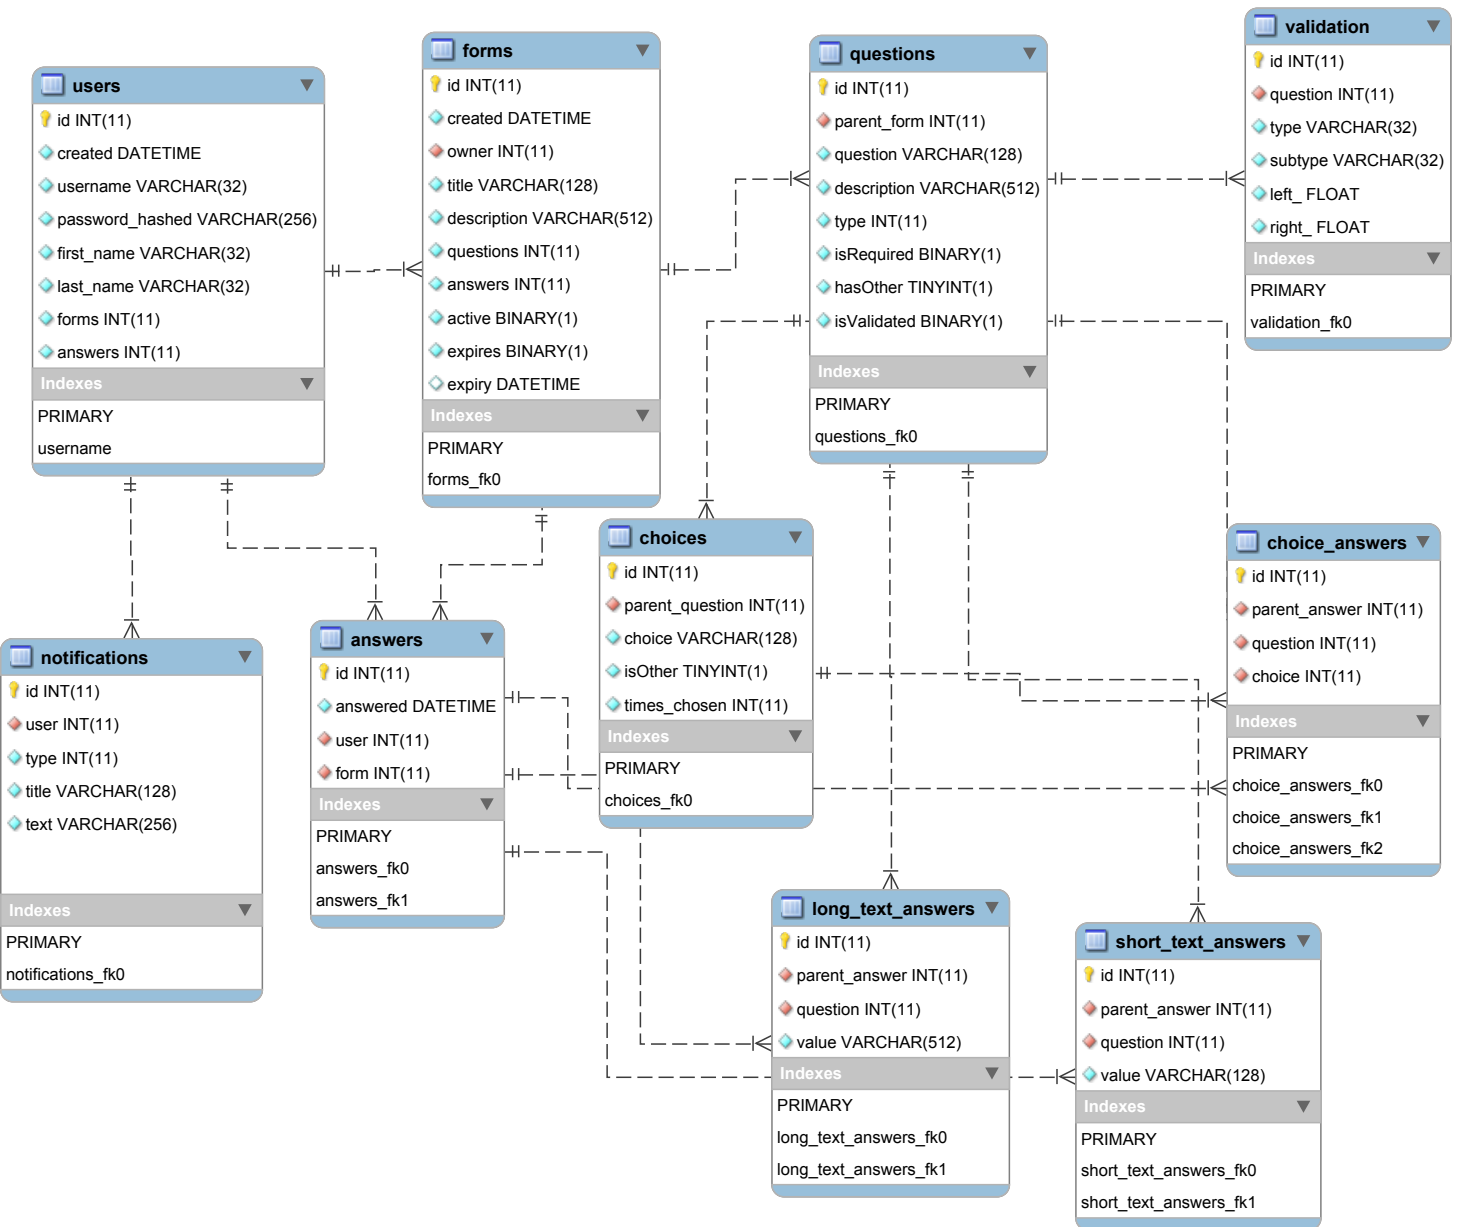 users
id INT(11)
created DATETIME
username VARCHAR(32)
password_hashed VARCHAR(256)
first_name VARCHAR(32)
last_name VARCHAR(32)
forms INT(11)
answers INT(11)
Indexes
PRIMARY
username
forms
id INT(11)
created DATETIME
owner INT(11)
title VARCHAR(128)
description VARCHAR(512)
questions INT(11)
answers INT(11)
active BINARY(1)
expires BINARY(1)
expiry DATETIME
Indexes
PRIMARY
forms_fk0
questions
id INT(11)
parent_form INT(11)
question VARCHAR(128)
description VARCHAR(512)
type INT(11)
isRequired BINARY(1)
hasOther TINYINT(1)
isValidated BINARY(1)
Indexes
PRIMARY
questions_fk0
validation
id INT(11)
question INT(11)
type VARCHAR(32)
subtype VARCHAR(32)
left_ FLOAT
right_ FLOAT
Indexes
PRIMARY
validation_fk0
notifications
id INT(11)
user INT(11)
type INT(11)
title VARCHAR(128)
text VARCHAR(256)
Indexes
PRIMARY
notifications_fk0
answers
id INT(11)
answered DATETIME
user INT(11)
form INT(11)
Indexes
PRIMARY
answers_fk0
answers_fk1
choices
id INT(11)
parent_question INT(11)
choice VARCHAR(128)
isOther TINYINT(1)
times_chosen INT(11)
Indexes
PRIMARY
choices_fk0
choice_answers
id INT(11)
parent_answer INT(11)
question INT(11)
choice INT(11)
Indexes
PRIMARY
choice_answers_fk0
choice_answers_fk1
choice_answers_fk2
long_text_answers
id INT(11)
parent_answer INT(11)
question INT(11)
value VARCHAR(512)
Indexes
PRIMARY
long_text_answers_fk0
long_text_answers_fk1
short_text_answers
id INT(11)
parent_answer INT(11)
question INT(11)
value VARCHAR(128)
Indexes
PRIMARY
short_text_answers_fk0
short_text_answers_fk1